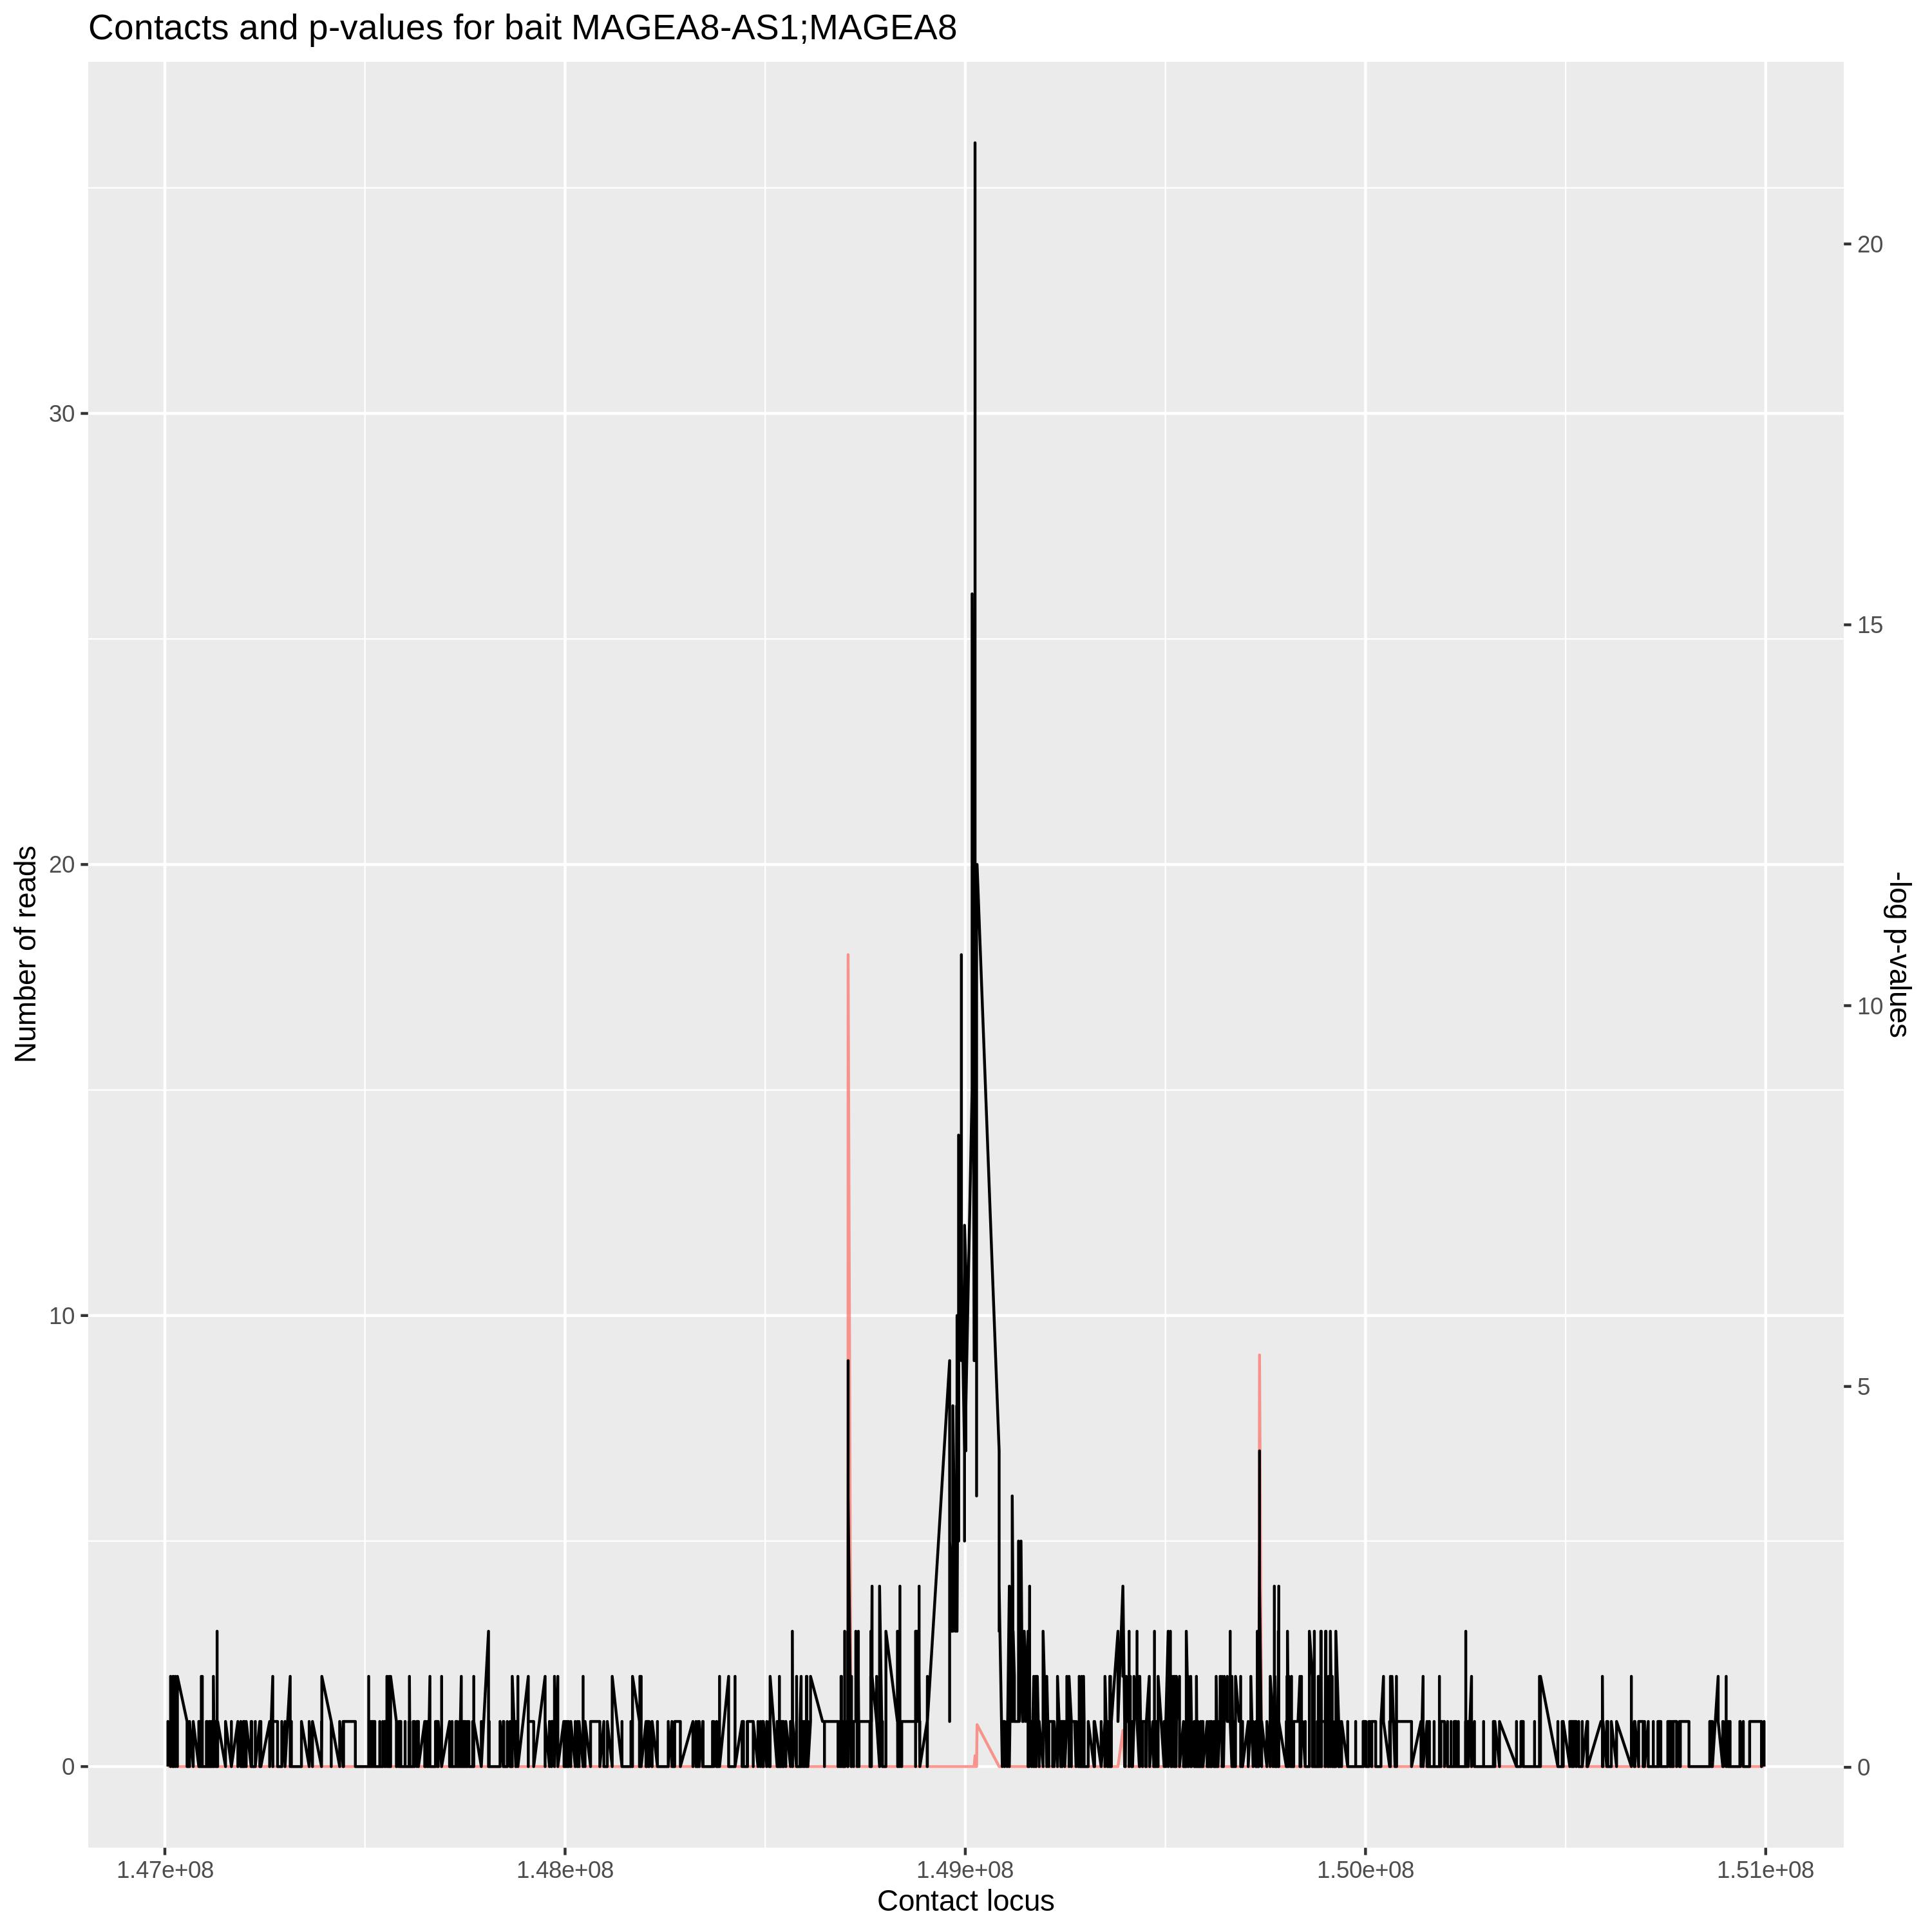 Contacts and p-values for bait MAGEA8-AS1;MAGEA8
Number of reads
30
20
10
0
20
15
10
5
0
-log p-values
1.47e+08 1.48e+08 1.49e+08 1.50e+08 1.51e+08
Contact locus